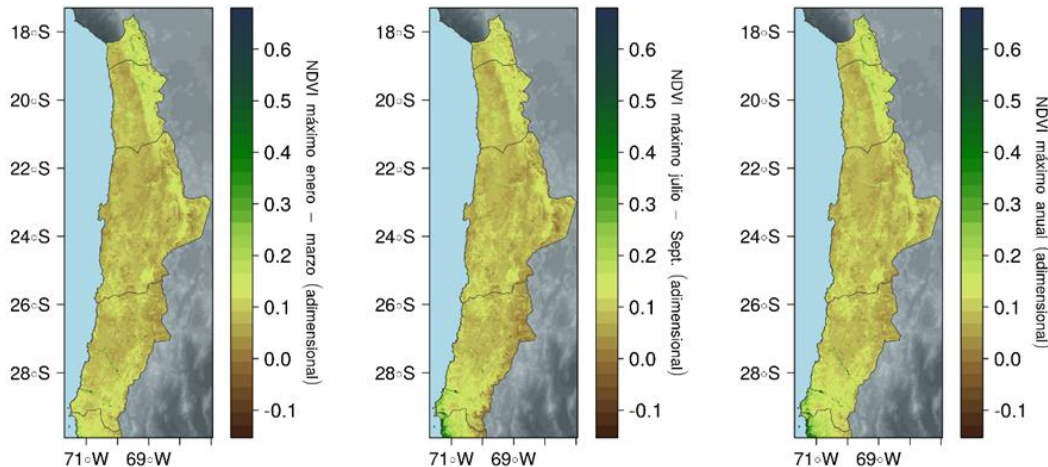 18○S
20○S
22○S
24○S
26○S
28○S
71○W 69○W
0.6
0.5
0.4
0.3
0.2
0.1
0.0
-0.1
NDVI máximo enero − marzo (adimensional)
18○S
20○S
22○S
24○S
26○S
28○S
71○W 69○W
0.6
0.5
0.4
0.3
0.2
0.1
0.0
-0.1
NDVI máximo julio − Sept. (adimensional)
18○S
20○S
22○S
24○S
26○S
28○S
71○W 69○W
0.6
0.5
0.4
0.3
0.2
0.1
0.0
-0.1
NDVI máximo anual (adimensional)